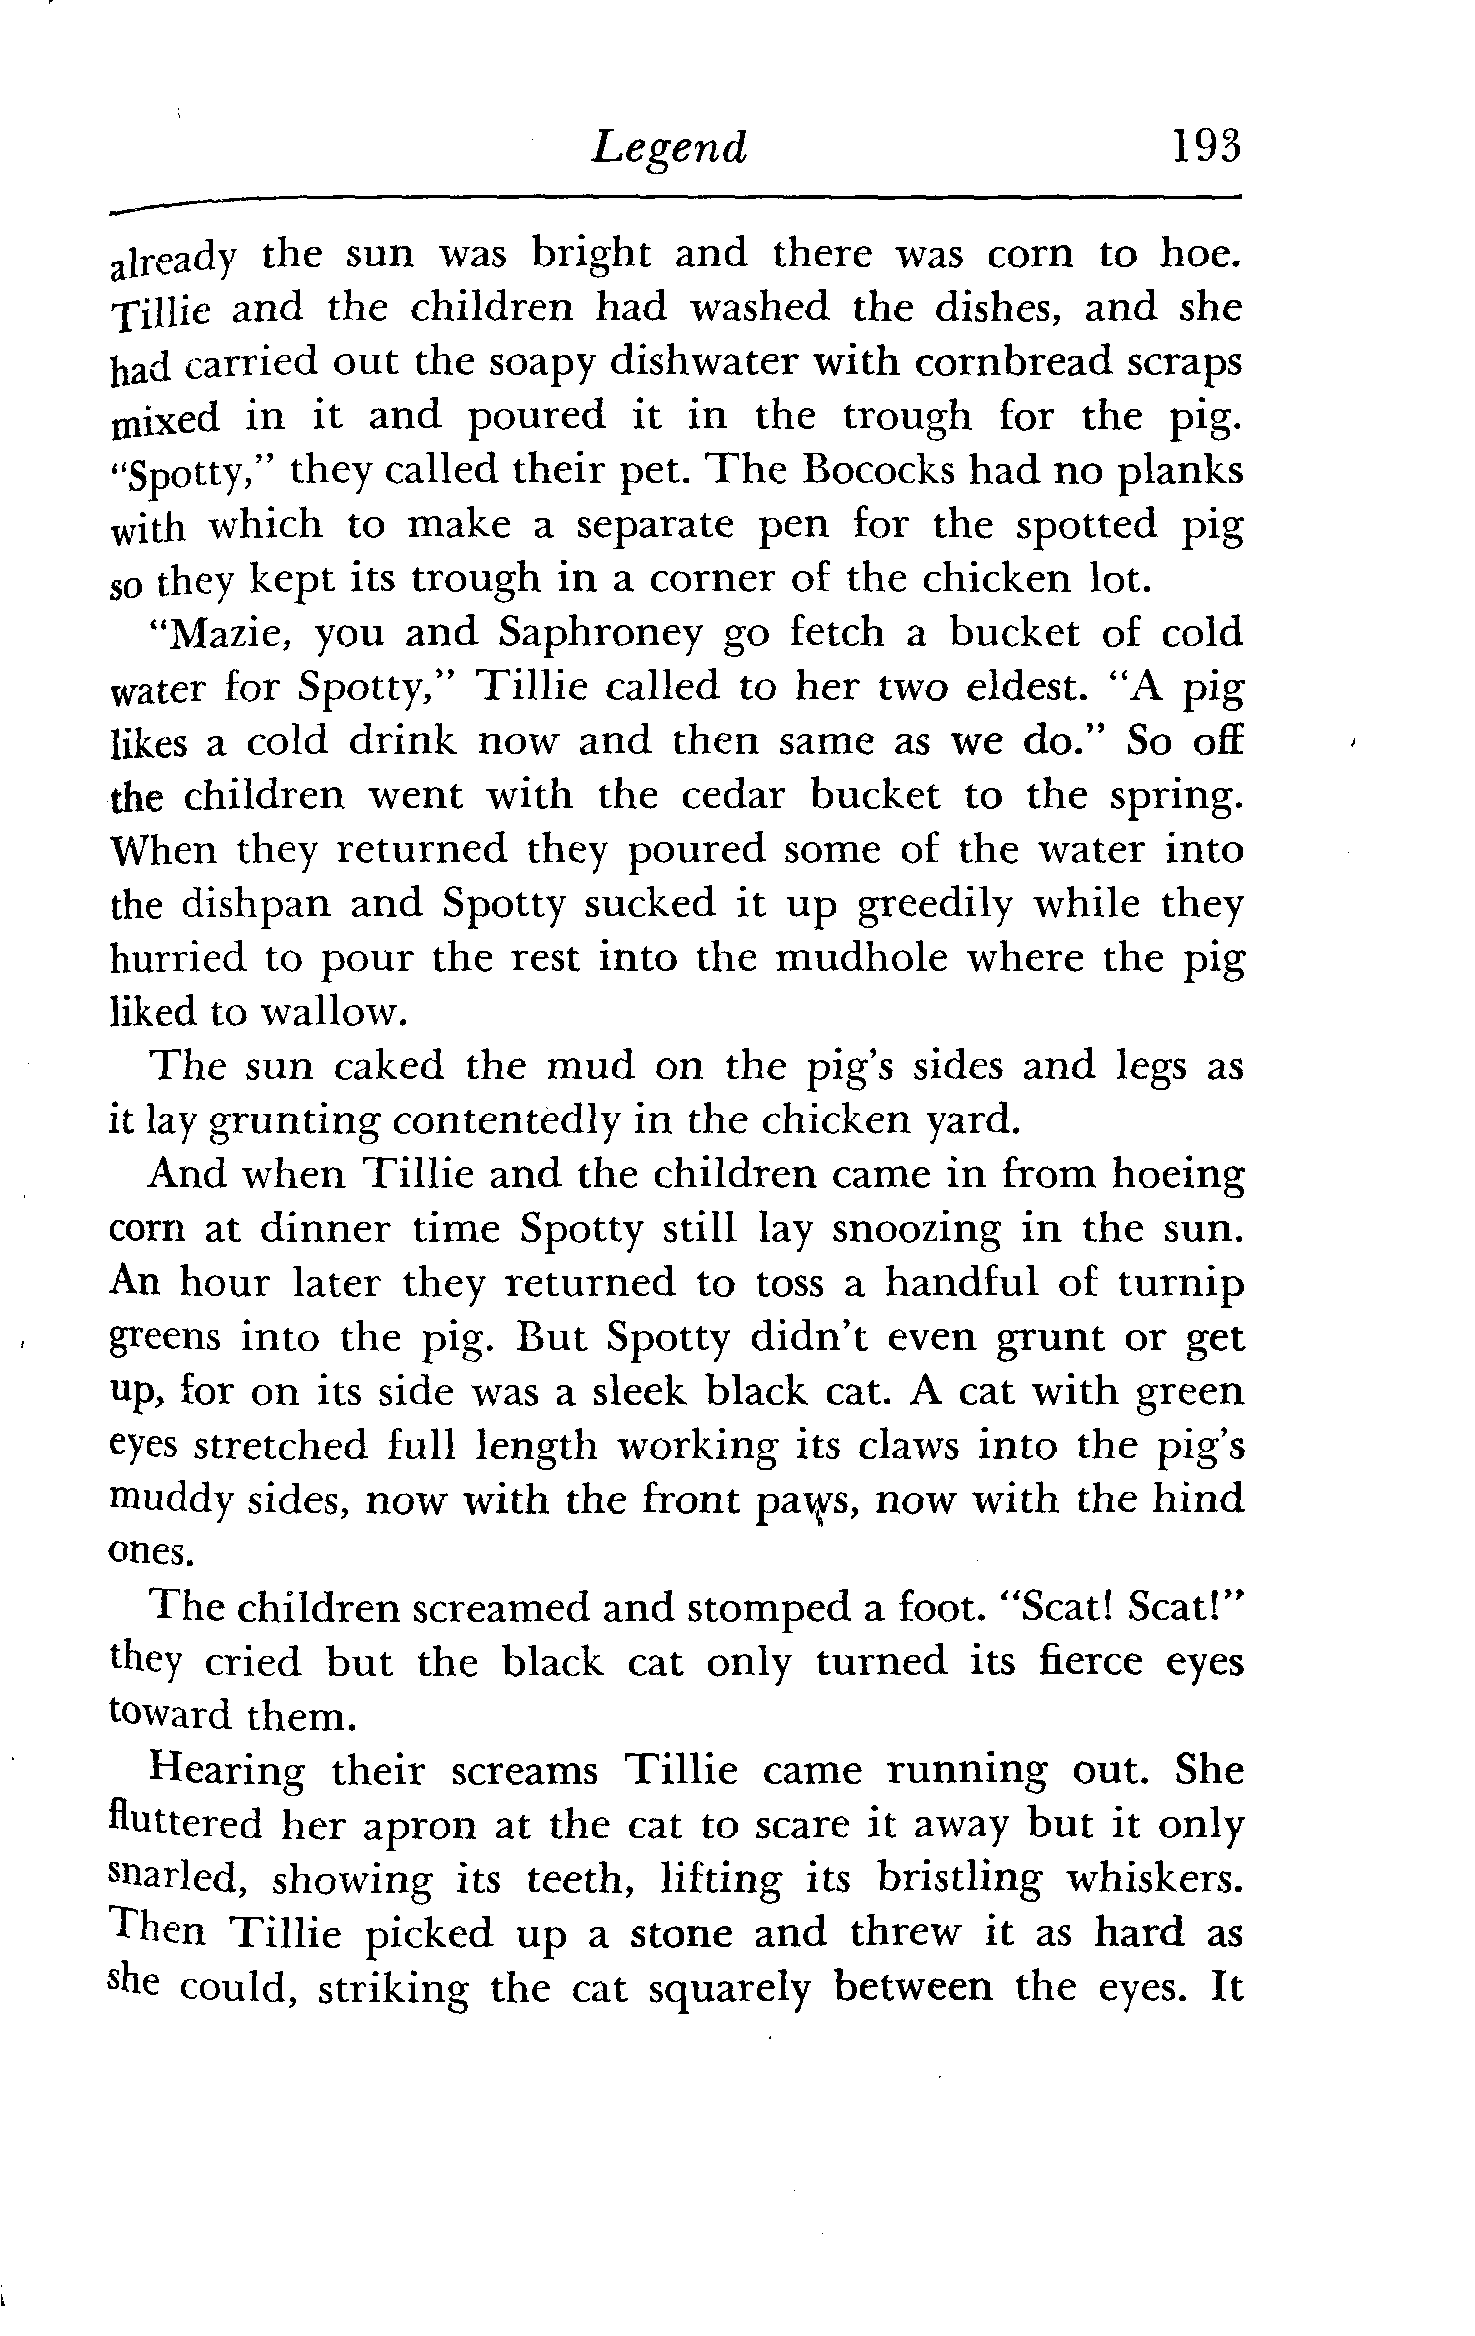 Legend 193
already the sun was bright and there was corn to hoe.
Tillie and the children had washed the dishes, and she
had carried out the soapy dishwater with cornbread scraps
mixed in it and poured it in the trough for the pig.
“Spotty,” they called their pet. The Bococks had no planks
with which to make a separate pen for the spotted pig
so they kept its trough in a corner of the chicken lot.
“Mazie, you and Saphroney go fetch a bucket of cold
water for Spotty,” Tillie called to her two eldest. “A pig
likes a cold drink now and then same as we do.” So off
the children went with the cedar bucket to the spring.
When they returned they poured some of the water into
the dishpan and Spotty sucked it up greedily while they
hurried to pour the rest into the mudhole where the pig
liked to wallow.
The sun caked the mud on the pig’s sides and legs as
it lay grunting contentedly in the chicken yard.
And when Tillie and the children came in from hoeing
corn at dinner time Spotty still lay snoozing in the sun.
An hour later they returned to toss a handful of turnip
greens into the pig. But Spotty didn’t even grunt or get
up, for on its side was a sleek black cat. A cat with green
eyes stretched full length working its claws into the pig’s
muddy sides, now with the front paws, now with the hind
ones.
The children screamed and stomped a foot. “Scat! Scat!”
they cried but the black cat only turned its fierce eyes
toward them.
Hearing their screams Tillie came running out. She
fluttered her apron at the cat to scare it away but it only
snarled, showing its teeth, lifting its bristling whiskers.
Then Tillie picked up a stone and threw it as hard as
she could, striking the cat squarely between the eyes. It